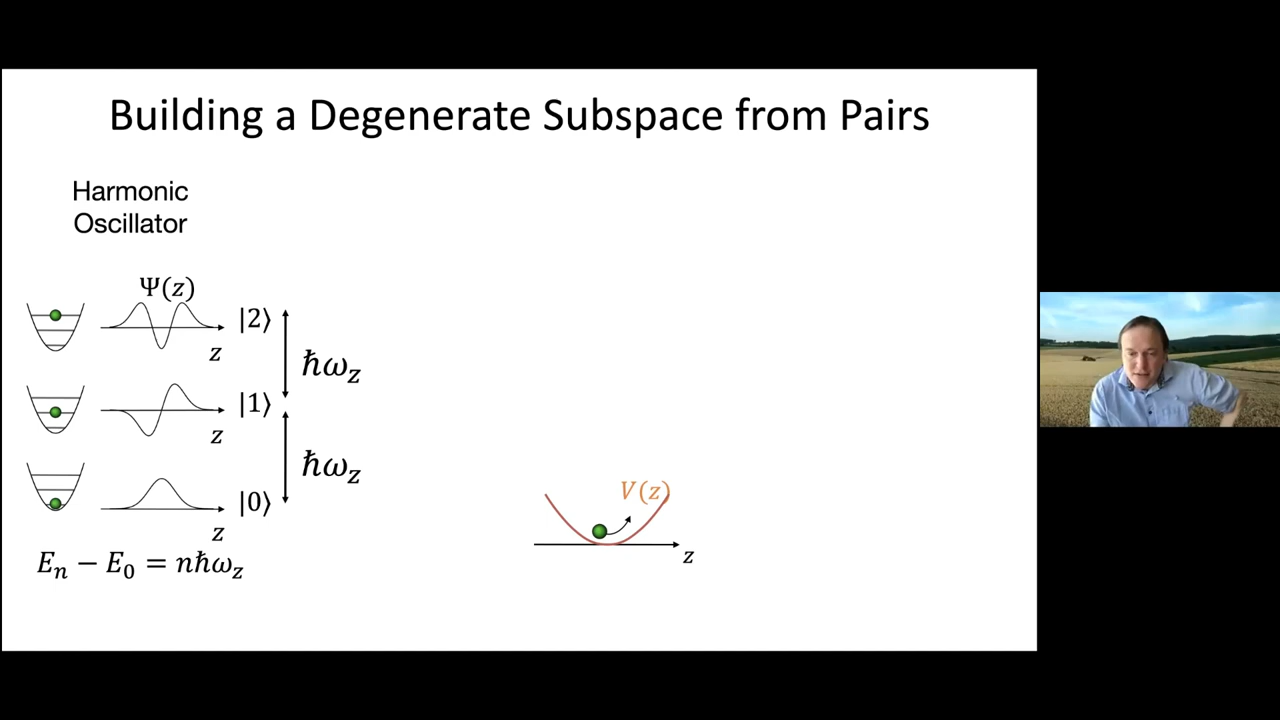 Building a Degenerate Subspace from Pairs
Harmonic
Oscillator
Ψ(z)
|2⟩
z
ħω_z
|1⟩
z
ħω_z
|0⟩
z
V(z)
z
E_n − E_0 = nħω_z